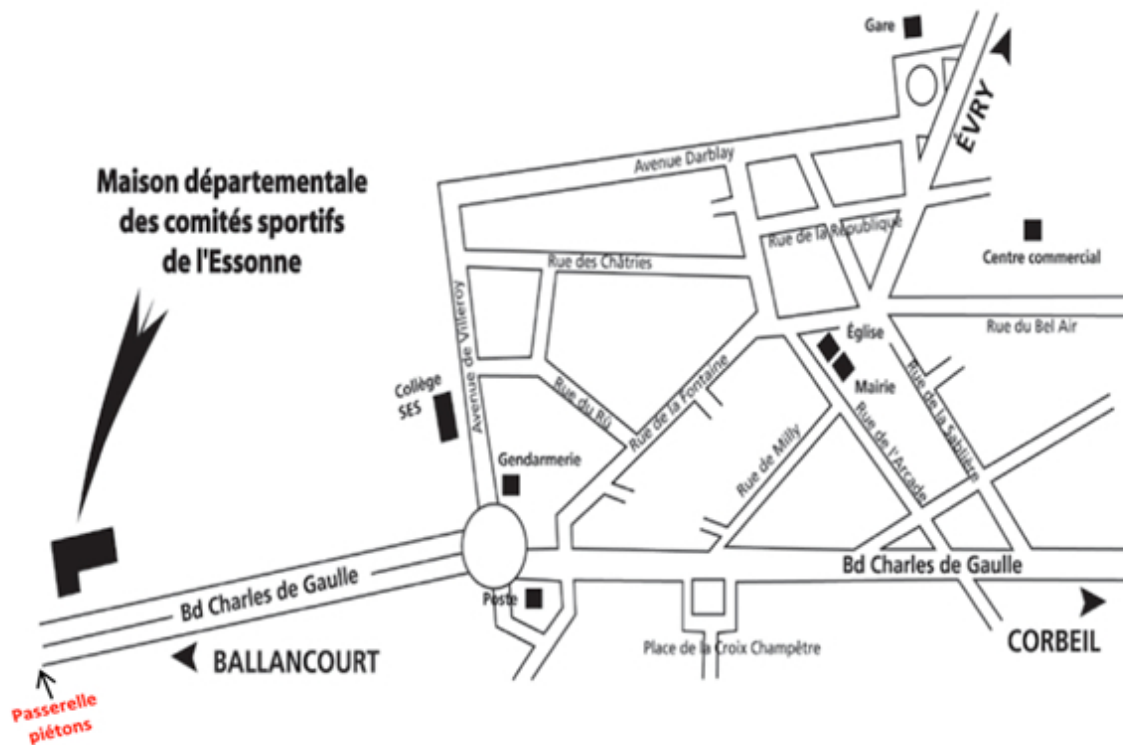 Gare
ÉVRY
Avenue Darblay
Maison départementale
des comités sportifs
de l'Essonne
Rue de la République
Centre commercial
Rue des Châtries
Avenue de Villeroy
Rue du Bel Air
Église
Mairie
Collège
SES
Rue du Rû
Rue de la Fontaine
Rue de la Sablière
Rue de l'Arcade
Rue de Milly
Gendarmerie
Bd Charles de Gaulle
Bd Charles de Gaulle
Poste
Place de la Croix Champêtre
CORBEIL
BALLANCOURT
Passerelle
piétons